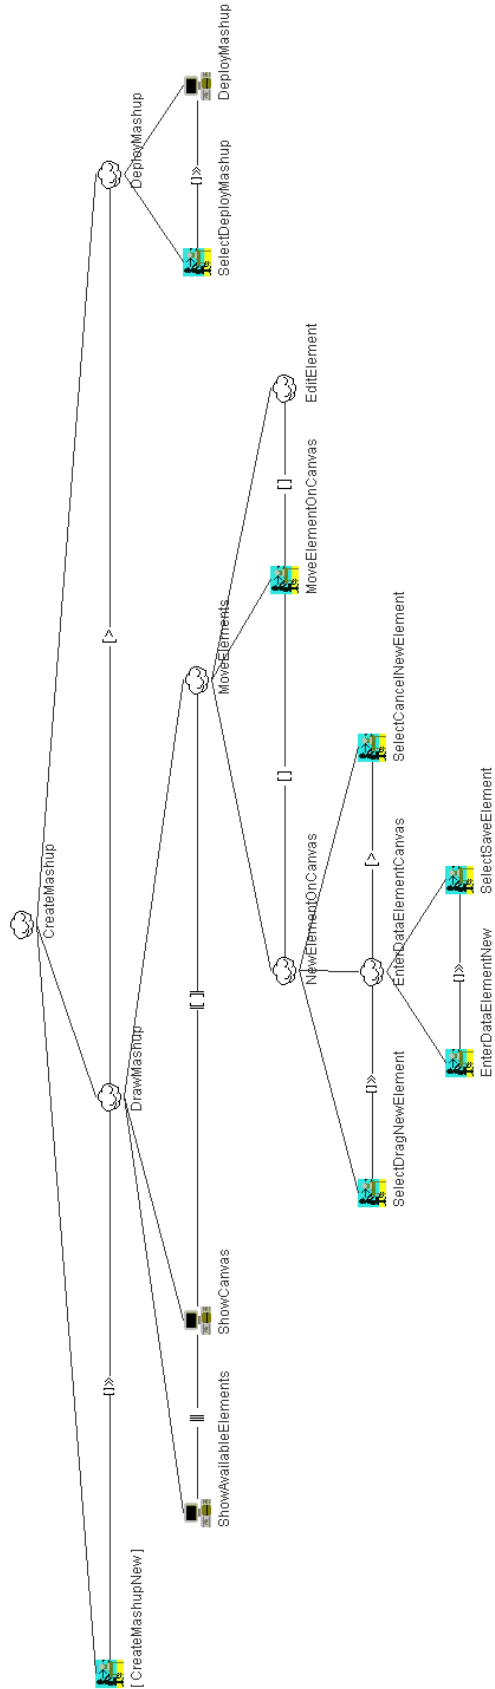 CreateMashup
[ CreateMashupNew ]
[]>>
DrawMashup
[>
DeployMashup
ShowAvailableElements
|||
ShowCanvas
|[ ]|
MoveElements
SelectDeployMashup
[]>>
DeployMashup
NewElementOnCanvas
[]
MoveElementOnCanvas
[]
EditElement
SelectDragNewElement
[]>>
EnterDataElementCanvas
[>
SelectCancelNewElement
EnterDataElementNew
[]>>
SelectSaveElement